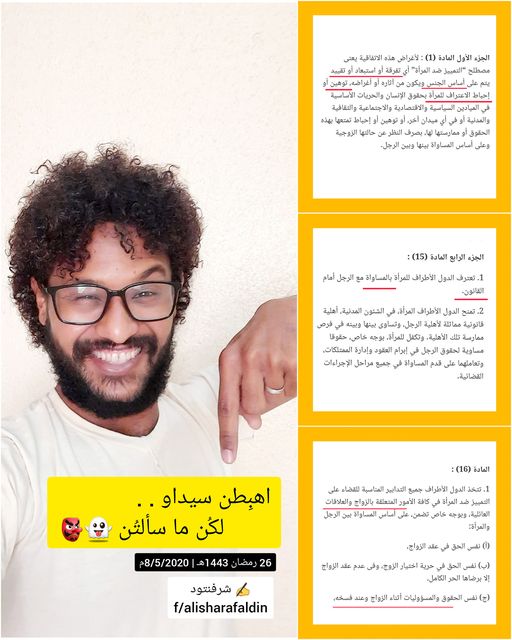 الجزء الأول المادة (1) : لأغراض هذه الاتفاقية يعنى
مصطلح "التمييز ضد المرأة" أي تفرقة أو استبعاد أو تقييد
يتم على أساس الجنس ويكون من آثاره أو أغراضه، توهين أو
إحباط الاعتراف للمرأة بحقوق الإنسان والحريات الأساسية
في الميادين السياسية والاقتصادية والاجتماعية والثقافية
والمدنية أو في أي ميدان آخر، أو توهين أو إحباط تمتعها بهذه
الحقوق أو ممارستها لها، بصرف النظر عن حالتها الزوجية
وعلى أساس المساواة بينها وبين الرجل.
الجزء الرابع المادة (15) :
1. تعترف الدول الأطراف للمرأة بالمساواة مع الرجل أمام
القانون.
2. تمنح الدول الأطراف المرأة، في الشئون المدنية، أهلية
قانونية مماثلة لأهلية الرجل، وتساوى بينها وبينه في فرص
ممارسة تلك الأهلية، وتكفل للمرأة، بوجه خاص، حقوقا
مساوية لحقوق الرجل في إبرام العقود وإدارة الممتلكات،
وتعاملهما على قدم المساواة في جميع مراحل الإجراءات
القضائية.
المادة (16) :
1. تتخذ الدول الأطراف جميع التدابير المناسبة للقضاء على
التمييز ضد المرأة في كافة الأمور المتعلقة بالزواج والعلاقات
العائلية، وبوجه خاص تضمن، على أساس المساواة بين الرجل
والمرأة:
(أ) نفس الحق في عقد الزواج،
(ب) نفس الحق في حرية اختيار الزوج، وفى عدم عقد الزواج
إلا برضاها الحر الكامل،
(ج) نفس الحقوق والمسؤوليات أثناء الزواج وعند فسخه،
اهبِطن سيداو . .
لكُن ما سألتُن 👻👺
26 رمضان 1443هـ | 8/5/2020م
✍️ شرفنتود
f/alisharafaldin